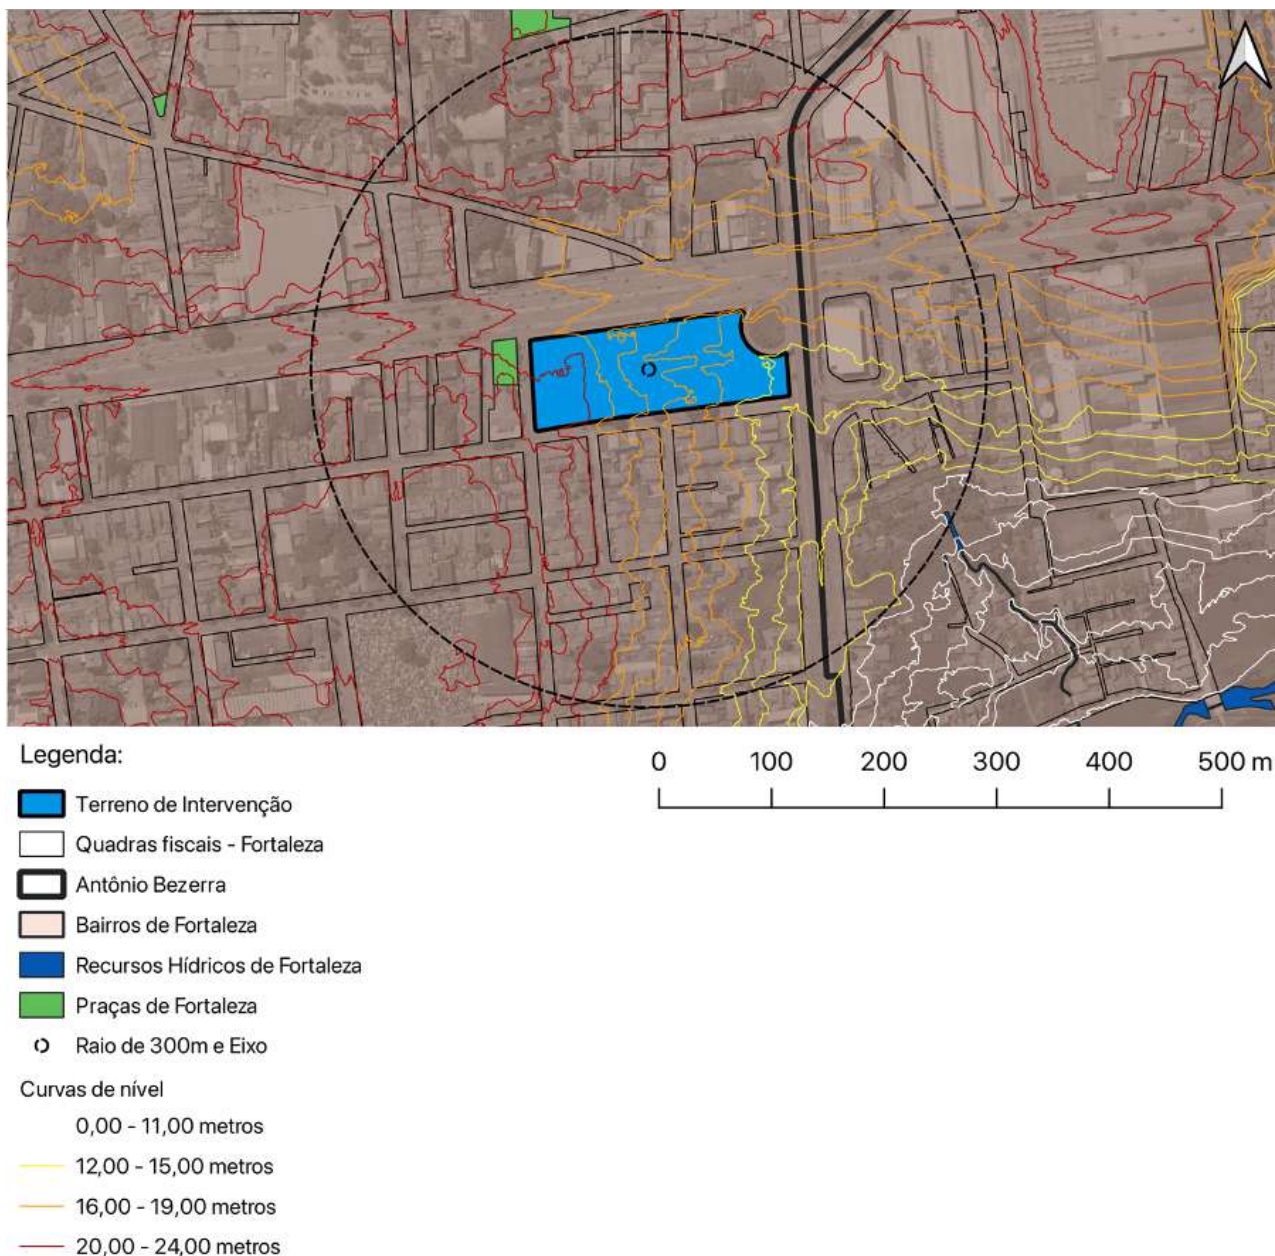 Legenda:
0 100 200 300 400 500 m
Terreno de Intervenção
Quadras fiscais - Fortaleza
Antônio Bezerra
Bairros de Fortaleza
Recursos Hídricos de Fortaleza
Praças de Fortaleza
Raio de 300m e Eixo
Curvas de nível
0,00 - 11,00 metros
12,00 - 15,00 metros
16,00 - 19,00 metros
20,00 - 24,00 metros